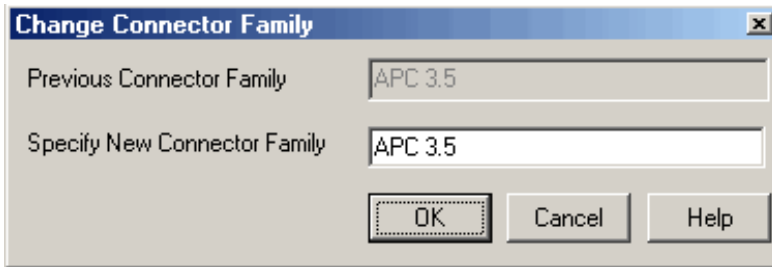 Change Connector Family
Previous Connector Family APC 3.5
Specify New Connector Family APC 3.5
OK Cancel Help